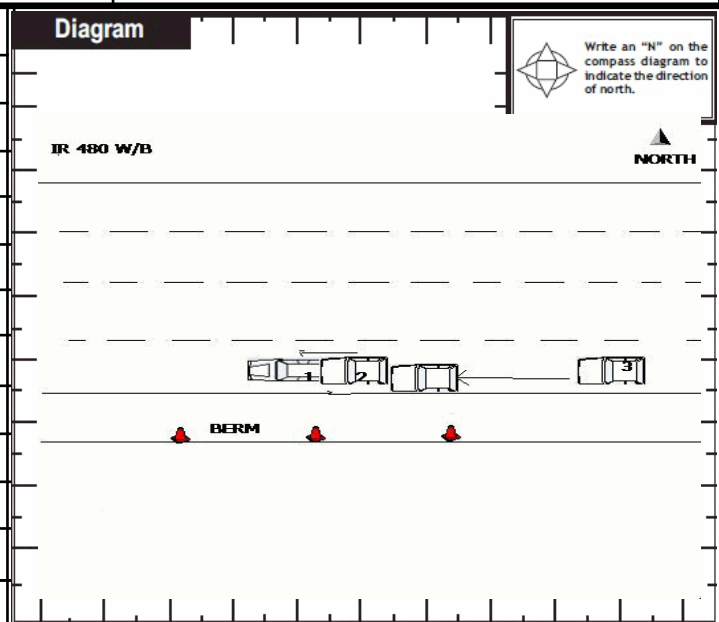 Diagram
Write an “N” on the
compass diagram to
indicate the direction
of north.
IR 480 W/B
NORTH
1
2
3
BERM